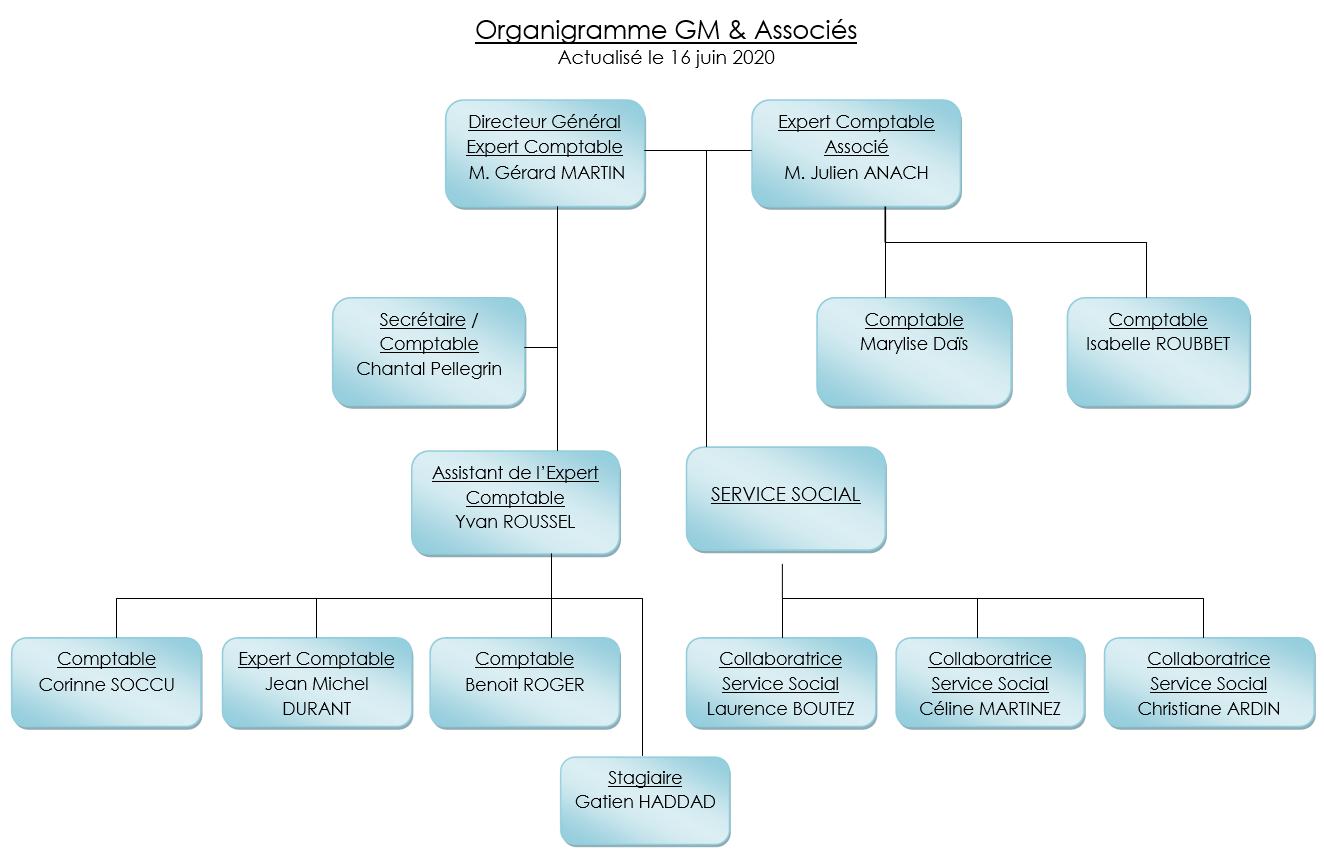 Organigramme GM & Associés
Actualisé le 16 juin 2020
Directeur Général
Expert Comptable
M. Gérard MARTIN
Expert Comptable
Associé
M. Julien ANACH
Secrétaire /
Comptable
Chantal Pellegrin
Comptable
Marylise Daïs
Comptable
Isabelle ROUBBET
Assistant de l’Expert
Comptable
Yvan ROUSSEL
SERVICE SOCIAL
Comptable
Corinne SOCCU
Expert Comptable
Jean Michel
DURANT
Comptable
Benoit ROGER
Collaboratrice
Service Social
Laurence BOUTEZ
Collaboratrice
Service Social
Céline MARTINEZ
Collaboratrice
Service Social
Christiane ARDIN
Stagiaire
Gatien HADDAD